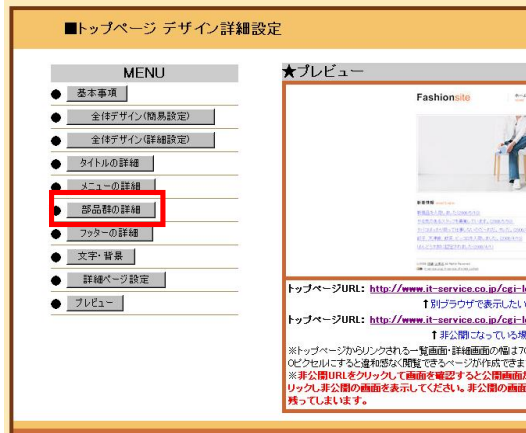 ■トップページ デザイン詳細設定
MENU
基本事項
全体デザイン(簡易設定)
全体デザイン(詳細設定)
タイトルの詳細
メニューの詳細
部品群の詳細
フッターの詳細
文字・背景
詳細ページ設定
プレビュー
★プレビュー
Fashionsite
新着情報
トップページURL: http://www.it-service.co.jp/cgi-l
↑別ブラウザで表示したい
トップページURL: http://www.it-service.co.jp/cgi-l
↑非公開になっている場
※トップページからリンクされる一覧画面・詳細画面の幅は70
0ピクセルにすると違和感なく閲覧できるページが作成できま
※非公開URLをクリックして画面を確認すると公開画面
リックし非公開の画面を表示してください。非公開の画面
残ってしまいます。